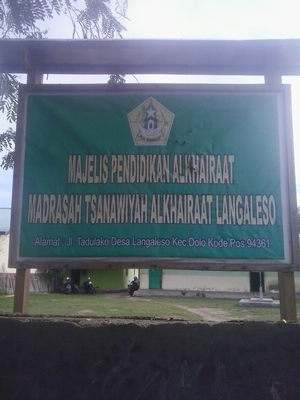 MAJELIS PENDIDIKAN ALKHAIRAAT
MADRASAH TSANAWIYAH ALKHAIRAAT LANGALESO
Alamat : Jl. Tadulako Desa Langaleso Kec.Dolo Kode Pos 94361